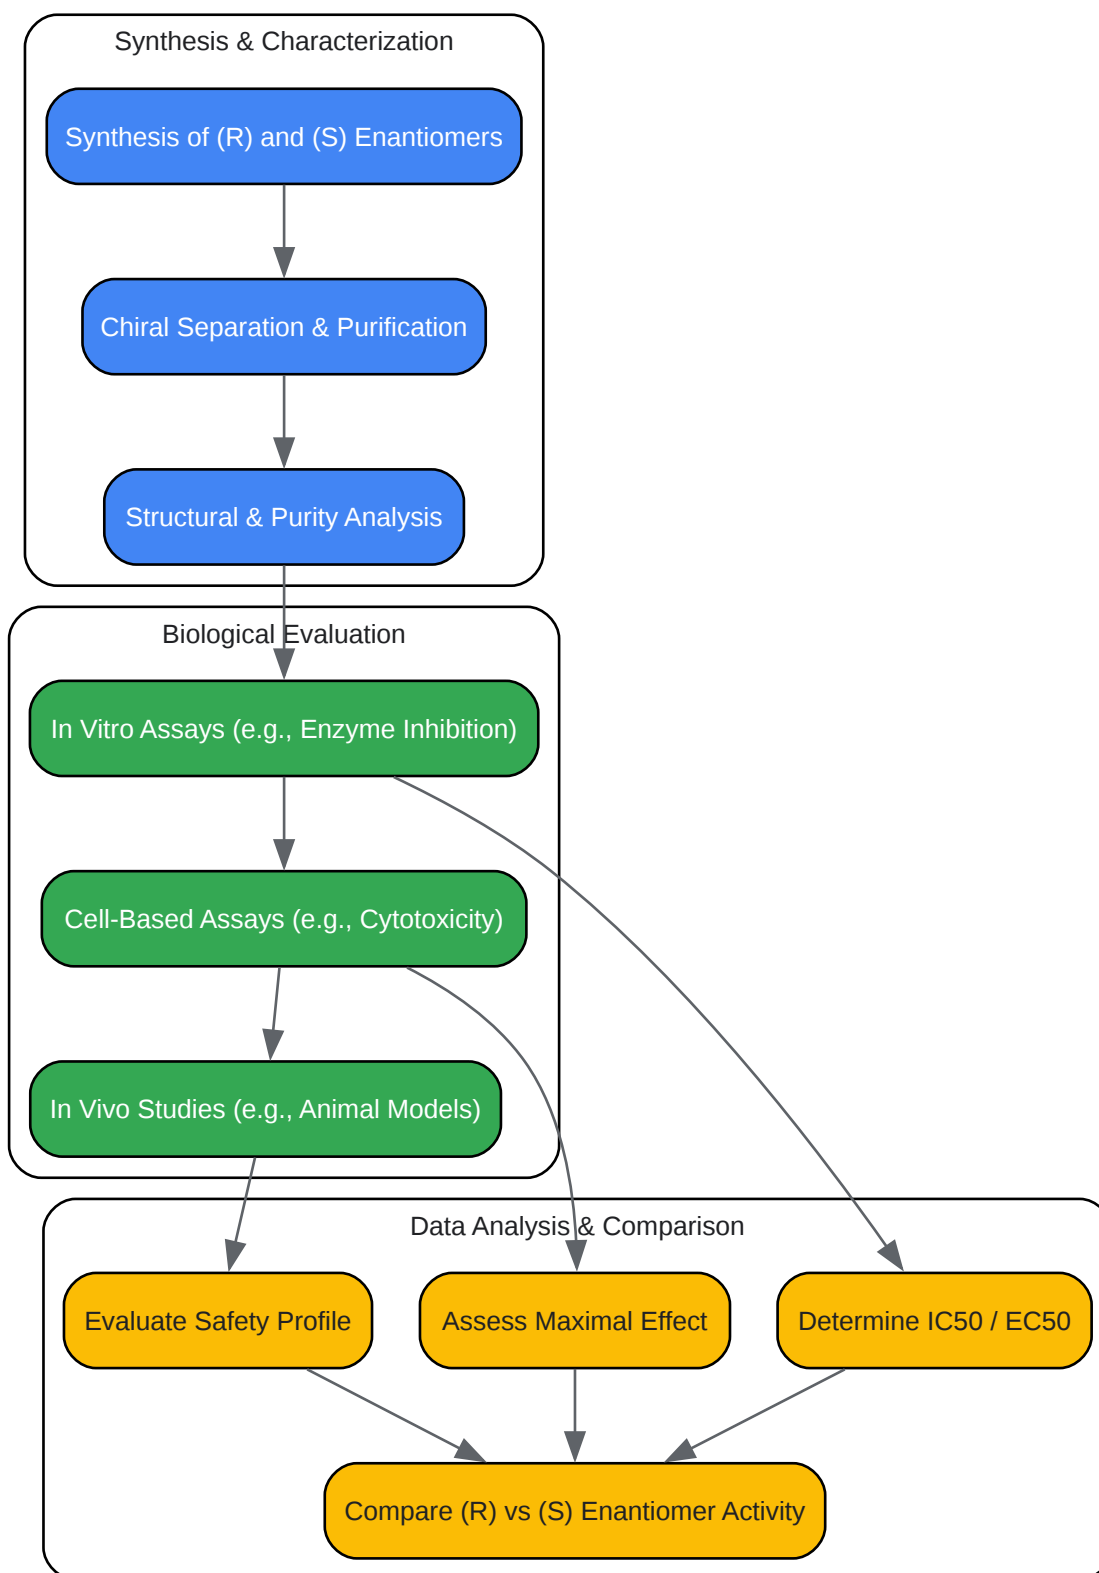 Synthesis & Characterization
Synthesis of (R) and (S) Enantiomers
Chiral Separation & Purification
Structural & Purity Analysis
Biological Evaluation
In Vitro Assays (e.g., Enzyme Inhibition)
Cell-Based Assays (e.g., Cytotoxicity)
In Vivo Studies (e.g., Animal Models)
Data Analysis & Comparison
Evaluate Safety Profile
Assess Maximal Effect
Determine IC50 / EC50
Compare (R) vs (S) Enantiomer Activity